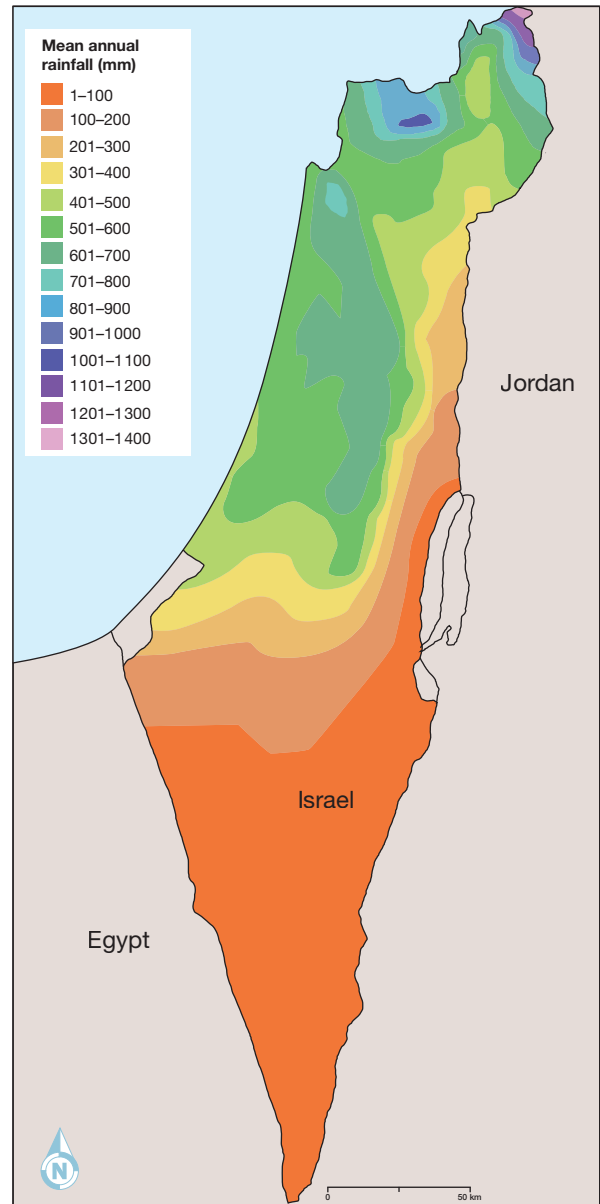 Mean annual
rainfall (mm)
1–100
100–200
201–300
301–400
401–500
501–600
601–700
701–800
801–900
901–1000
1001–1100
1101–1200
1201–1300
1301–1400
Jordan
Israel
Egypt
N
0 50 km